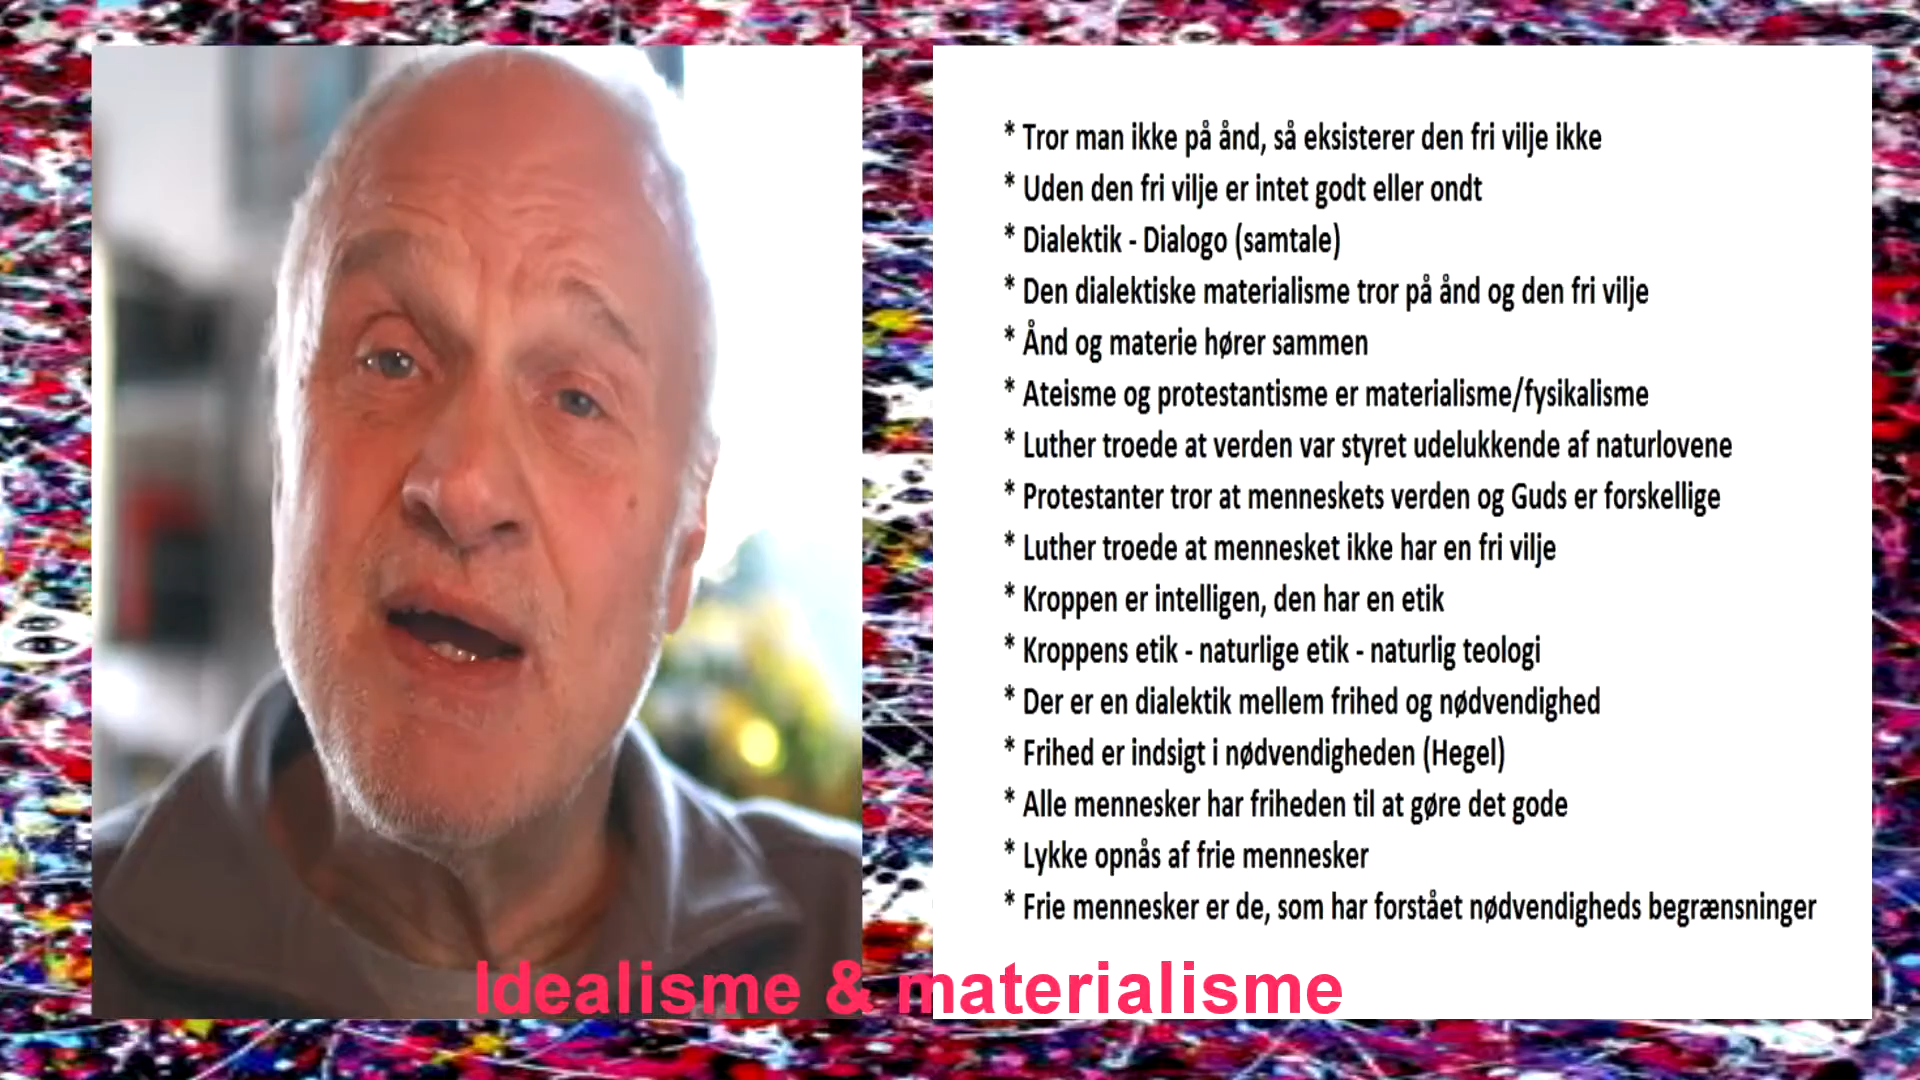 * Tror man ikke på ånd, så eksisterer den fri vilje ikke
* Uden den fri vilje er intet godt eller ondt
* Dialektik - Dialogo (samtale)
* Den dialektiske materialisme tror på ånd og den fri vilje
* Ånd og materie hører sammen
* Ateisme og protestantisme er materialisme/fysikalisme
* Luther troede at verden var styret udelukkende af naturlovene
* Protestanter tror at menneskets verden og Guds er forskellige
* Luther troede at mennesket ikke har en fri vilje
* Kroppen er intelligen, den har en etik
* Kroppens etik - naturlige etik - naturlig teologi
* Der er en dialektik mellem frihed og nødvendighed
* Frihed er indsigt i nødvendigheden (Hegel)
* Alle mennesker har friheden til at gøre det gode
* Lykke opnås af frie mennesker
* Frie mennesker er de, som har forstået nødvendigheds begrænsninger
Idealisme & materialisme